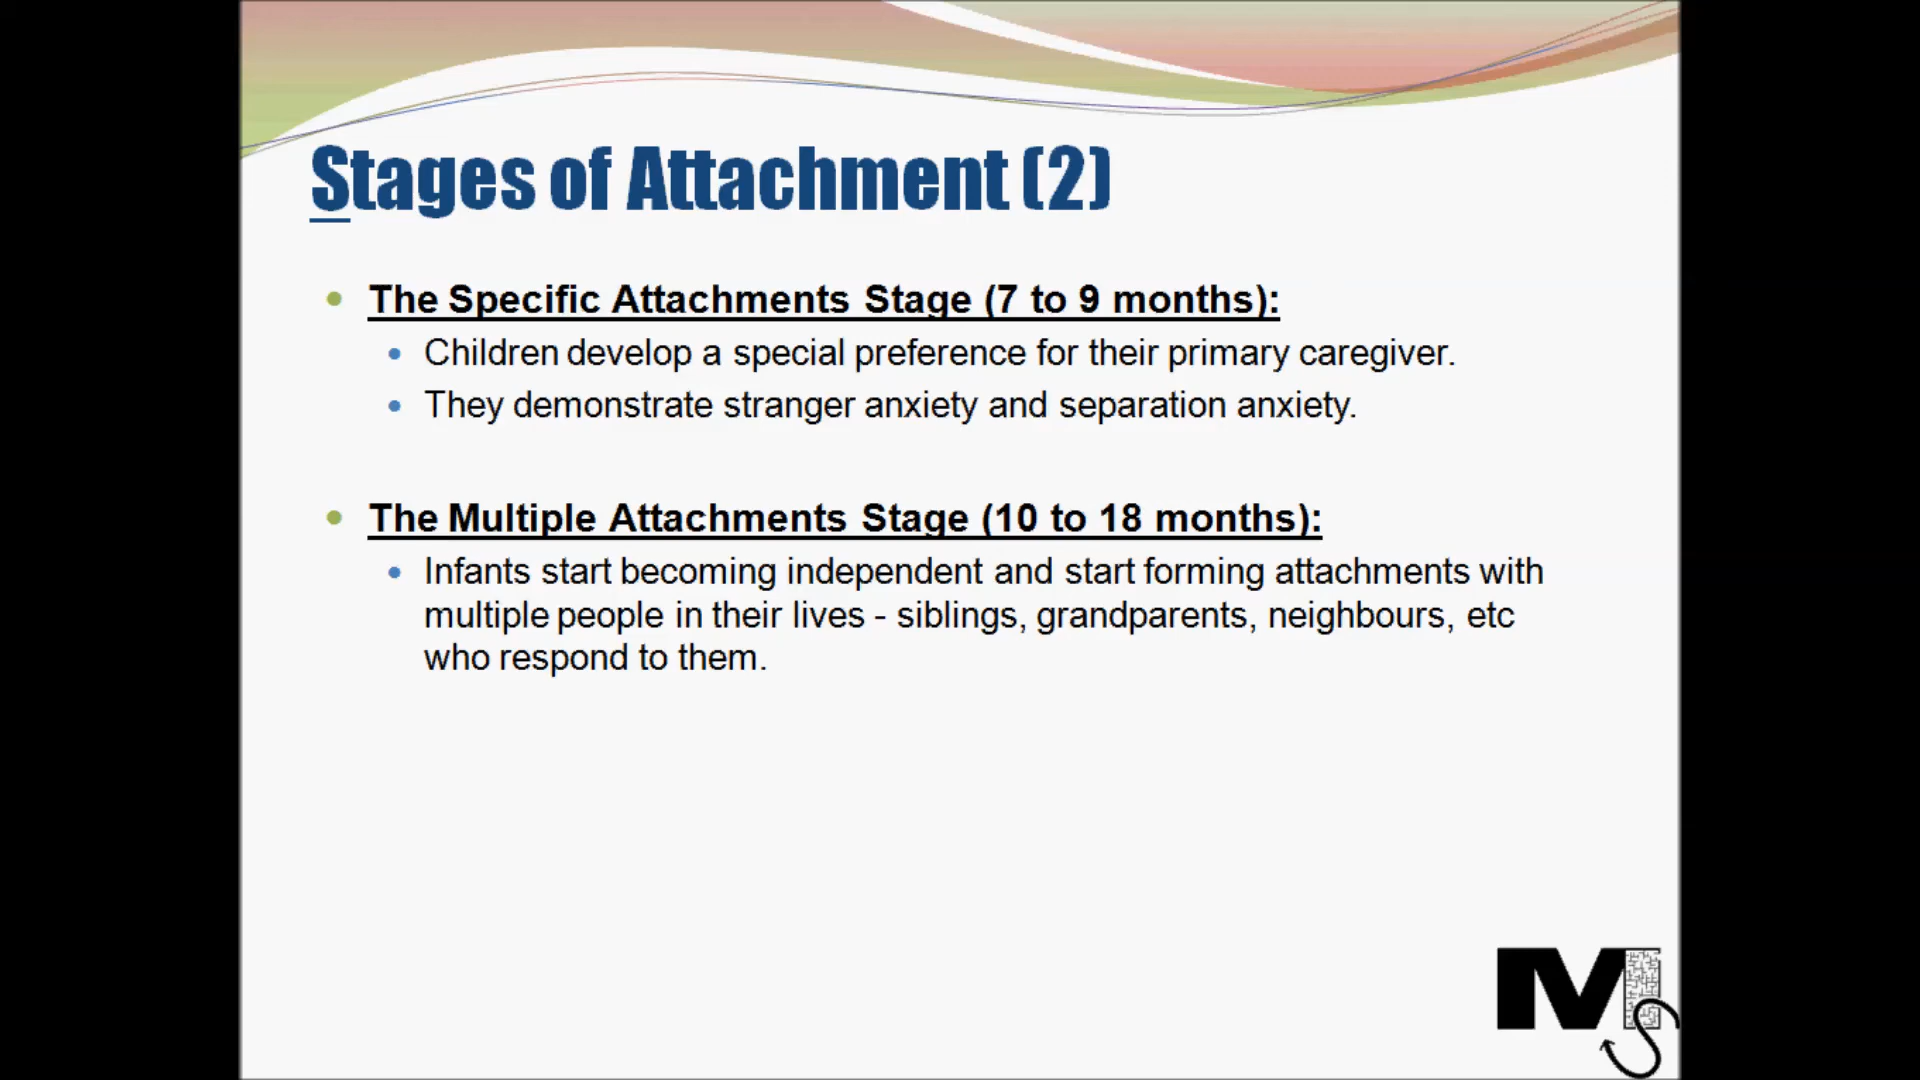 Stages of Attachment (2)
The Specific Attachments Stage (7 to 9 months):
Children develop a special preference for their primary caregiver.
They demonstrate stranger anxiety and separation anxiety.
The Multiple Attachments Stage (10 to 18 months):
Infants start becoming independent and start forming attachments with
multiple people in their lives - siblings, grandparents, neighbours, etc
who respond to them.
MS